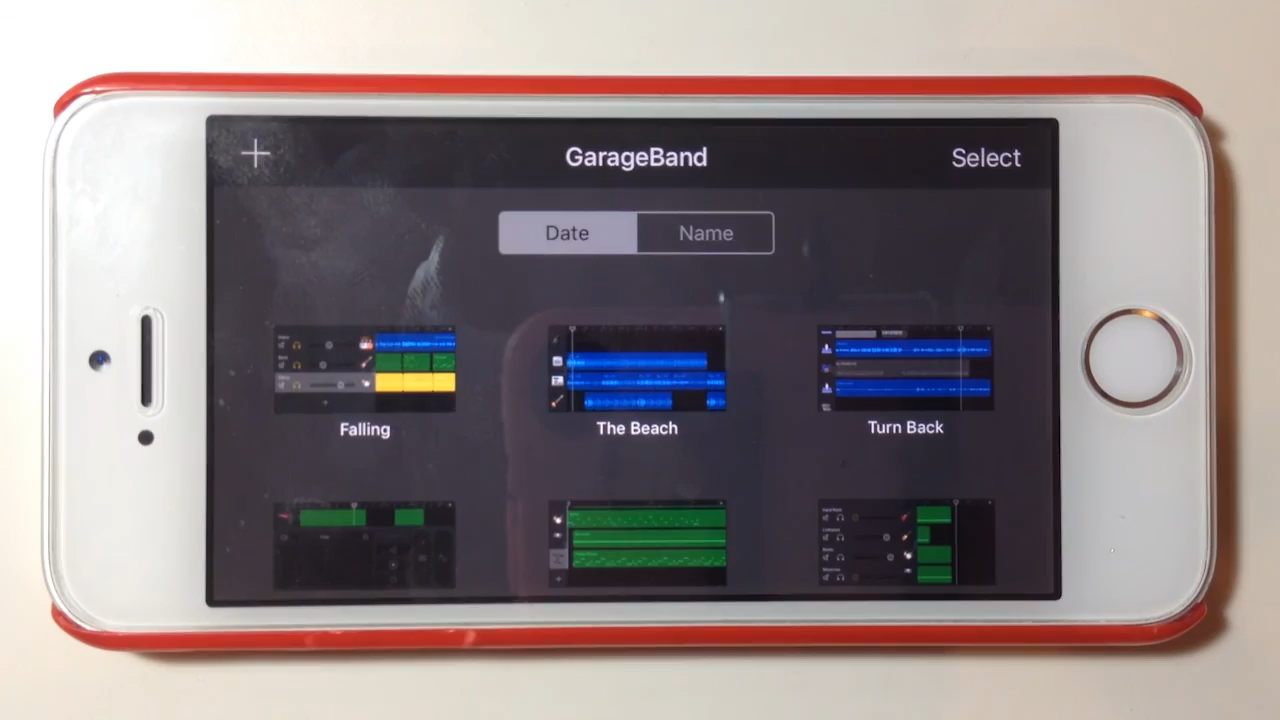 GarageBand
Select
Date
Name
Falling
The Beach
Turn Back